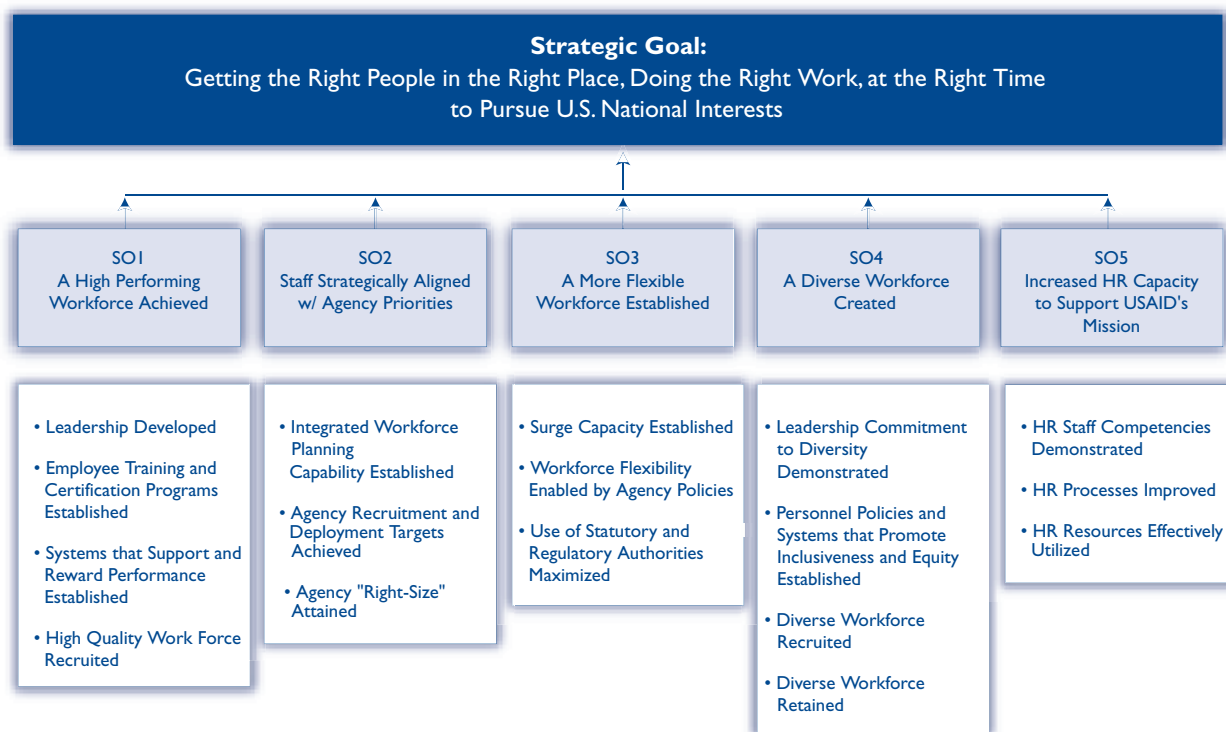 Strategic Goal:
Getting the Right People in the Right Place, Doing the Right Work, at the Right Time
to Pursue U.S. National Interests
SO1
A High Performing
Workforce Achieved
SO2
Staff Strategically Aligned
w/ Agency Priorities
SO3
A More Flexible
Workforce Established
SO4
A Diverse Workforce
Created
SO5
Increased HR Capacity
to Support USAID's
Mission
• Leadership Developed
• Employee Training and
Certification Programs
Established
• Systems that Support and
Reward Performance
Established
• High Quality Work Force
Recruited
• Integrated Workforce
Planning
Capability Established
• Agency Recruitment and
Deployment Targets
Achieved
• Agency "Right-Size"
Attained
• Surge Capacity Established
• Workforce Flexibility
Enabled by Agency Policies
• Use of Statutory and
Regulatory Authorities
Maximized
• Leadership Commitment
to Diversity
Demonstrated
• Personnel Policies and
Systems that Promote
Inclusiveness and Equity
Established
• Diverse Workforce
Recruited
• Diverse Workforce
Retained
• HR Staff Competencies
Demonstrated
• HR Processes Improved
• HR Resources Effectively
Utilized